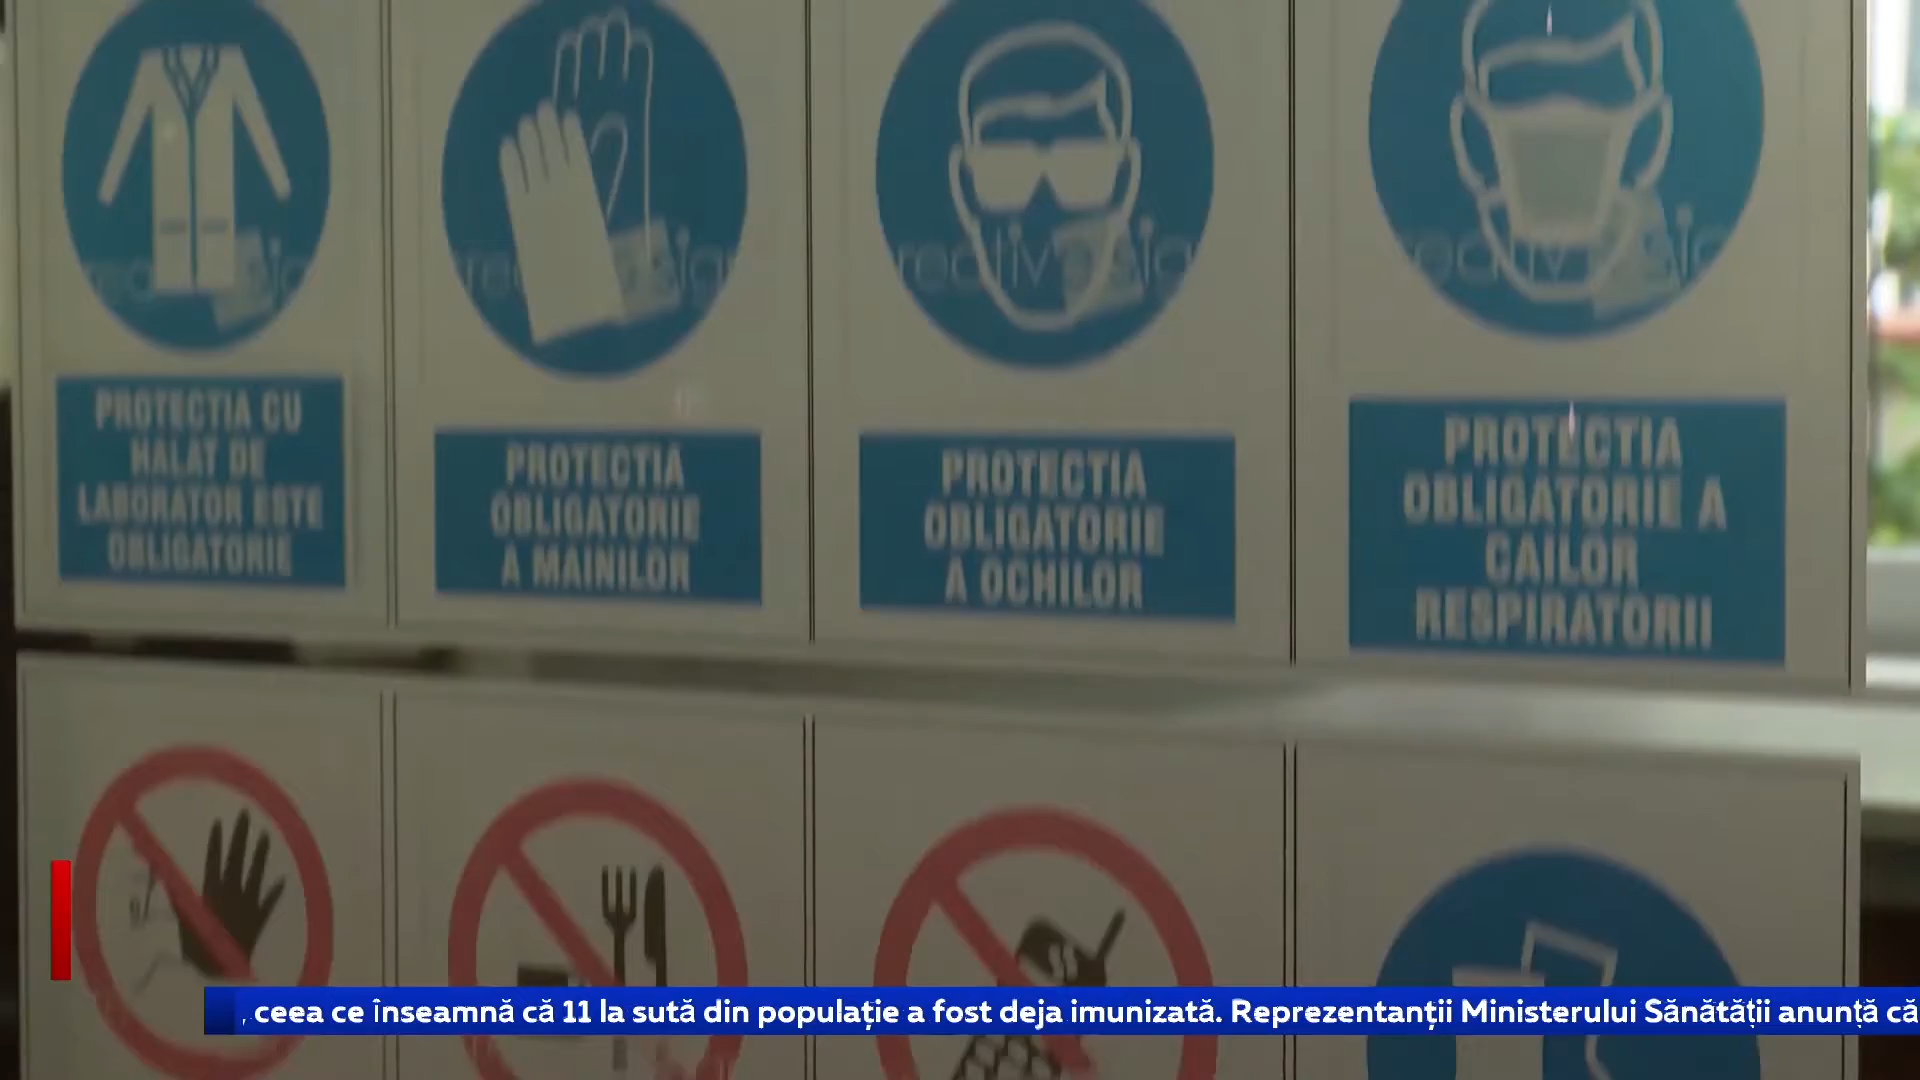 PROTECTIA CU
HALAT DE
LABORATOR ESTE
OBLIGATORIE
PROTECTIA
OBLIGATORIE
A MAINILOR
PROTECTIA
OBLIGATORIE
A OCHILOR
PROTECTIA
OBLIGATORIE A
CAILOR
RESPIRATORII
, ceea ce înseamnă că 11 la sută din populație a fost deja imunizată. Reprezentanții Ministerului Sănătății anunță că